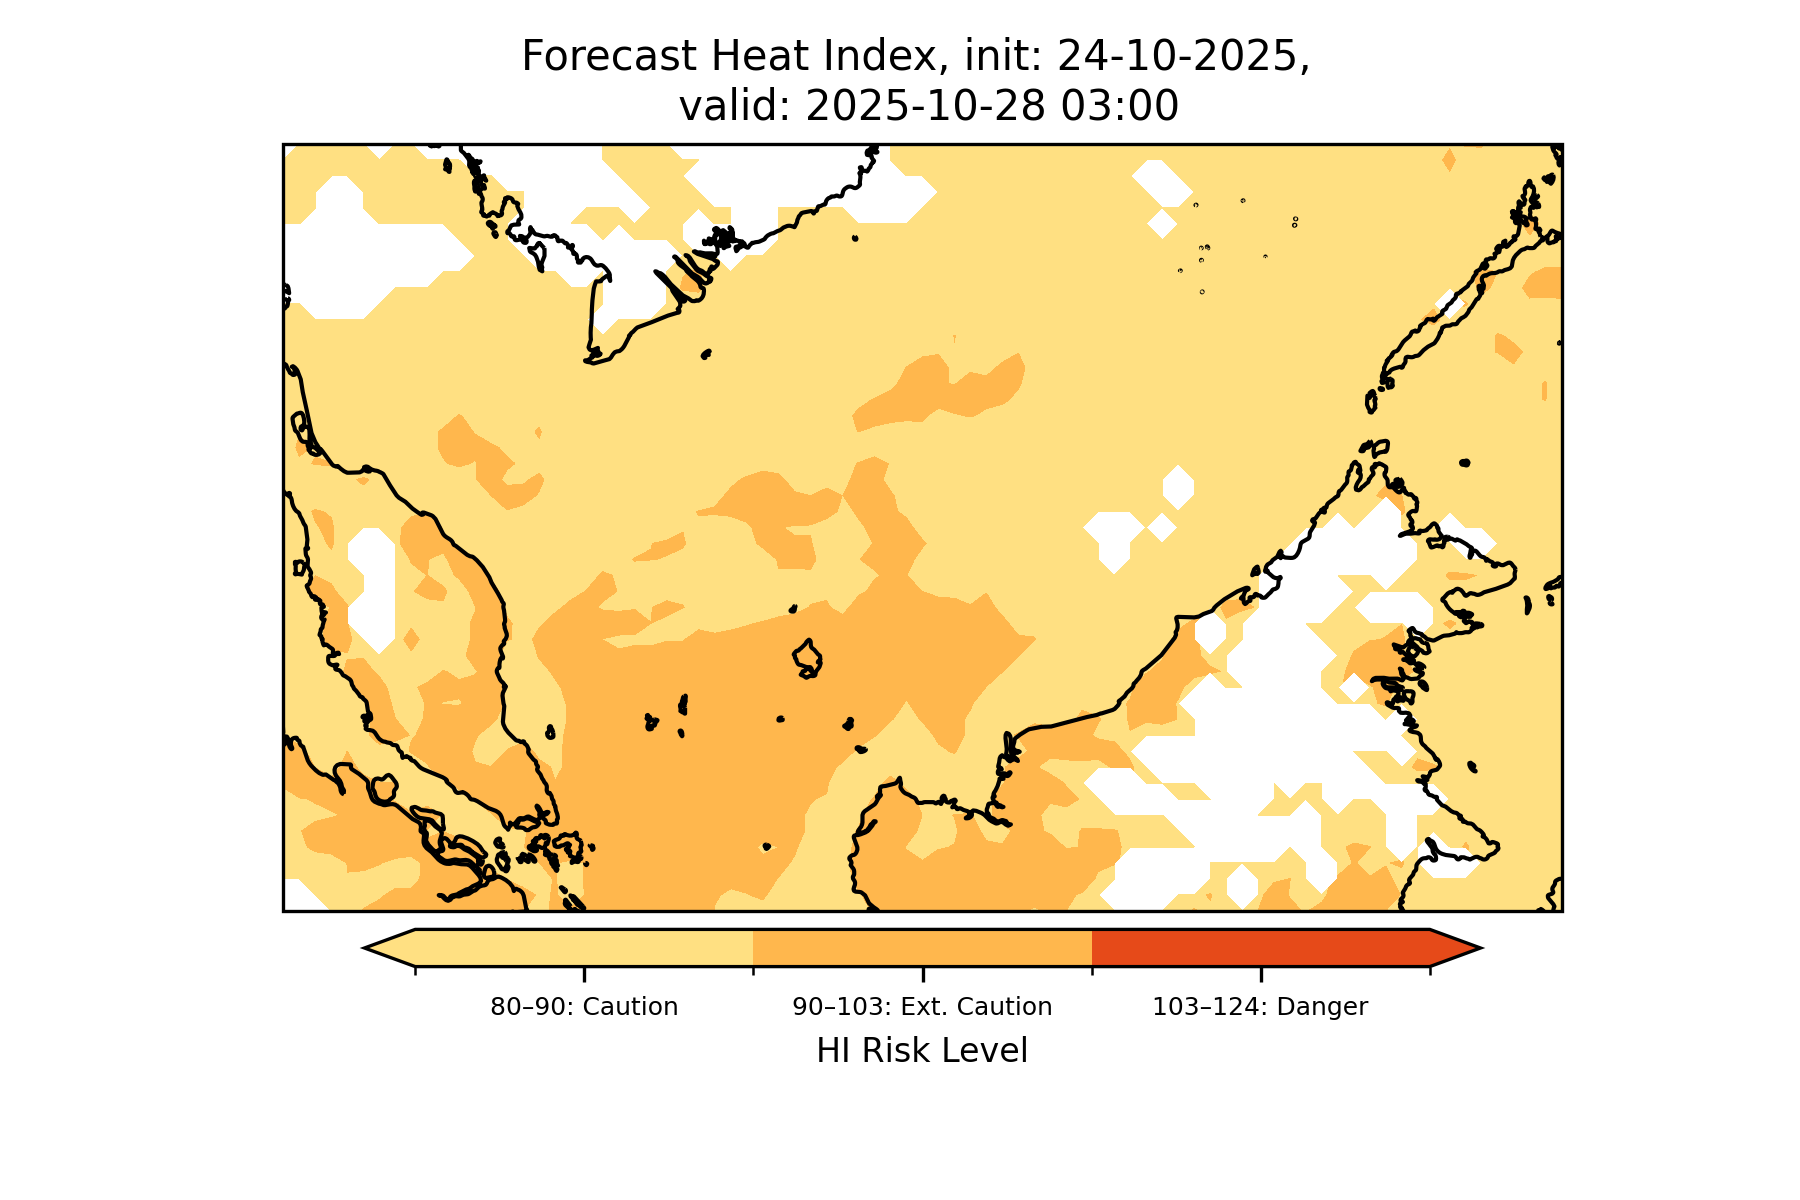 Forecast Heat Index, init: 24-10-2025,
valid: 2025-10-28 03:00
80–90: Caution
90–103: Ext. Caution
103–124: Danger
HI Risk Level